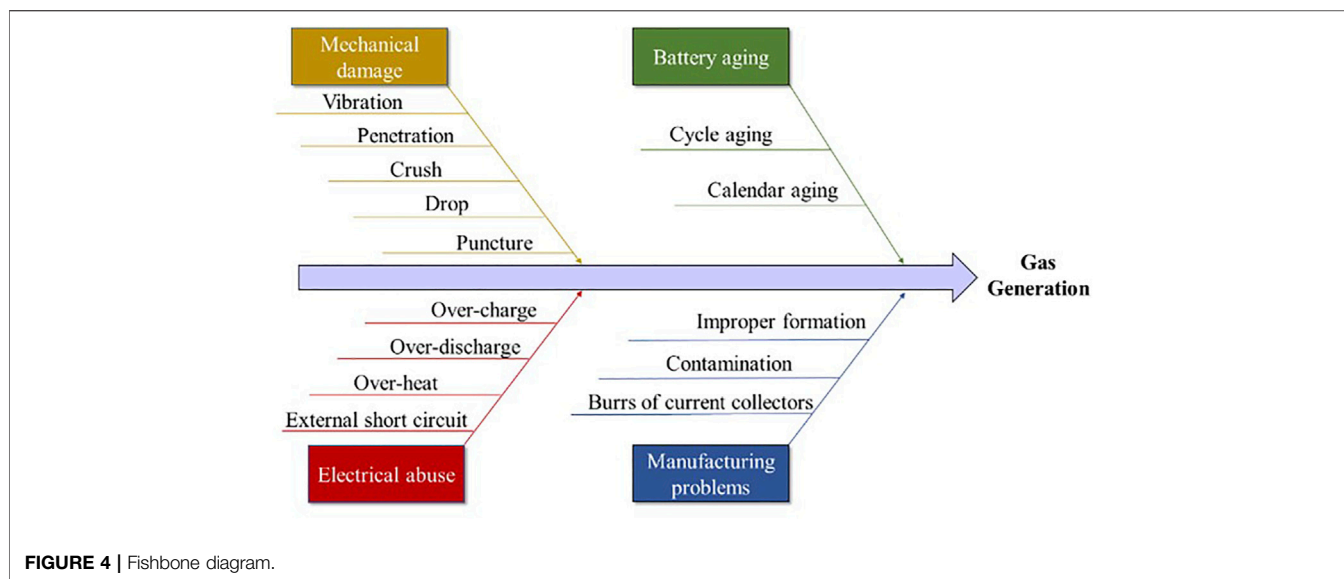 Mechanical
damage
Battery aging
Vibration
Penetration
Crush
Drop
Puncture
Cycle aging
Calendar aging
Gas
Generation
Over-charge
Over-discharge
Over-heat
External short circuit
Improper formation
Contamination
Burrs of current collectors
Electrical abuse
Manufacturing
problems
FIGURE 4 | Fishbone diagram.